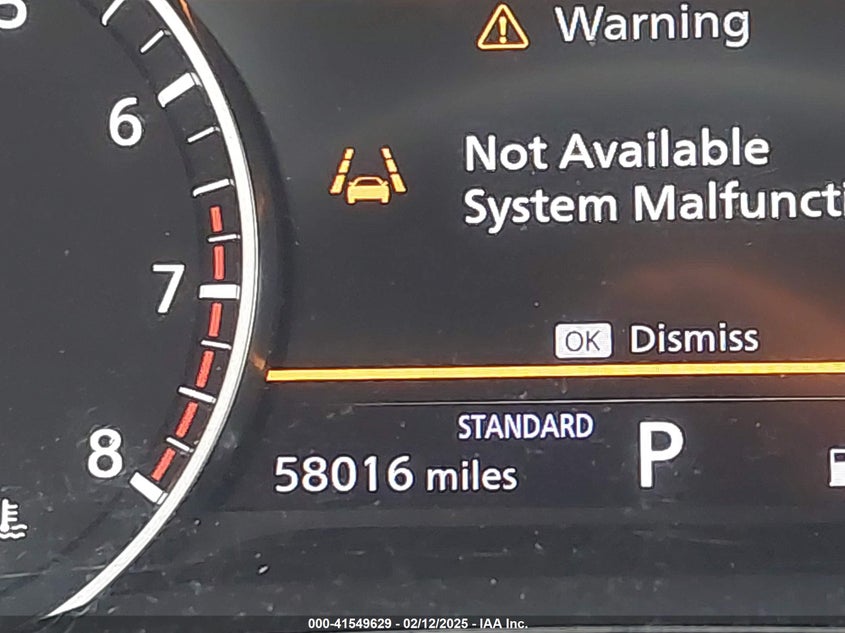 5
Warning
6
Not Available
System Malfuncti
7
OK Dismiss
STANDARD
P
8
58016 miles
000-41549629 - 02/12/2025 - IAA Inc.